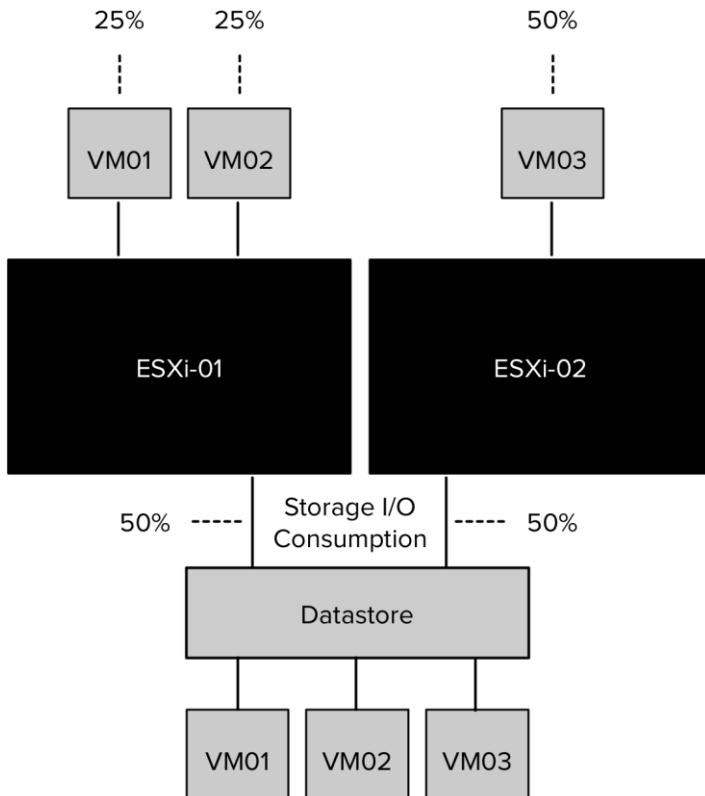 25%
25%
50%
VM01
VM02
VM03
ESXi-01
ESXi-02
50%
Storage I/O
Consumption
50%
Datastore
VM01
VM02
VM03